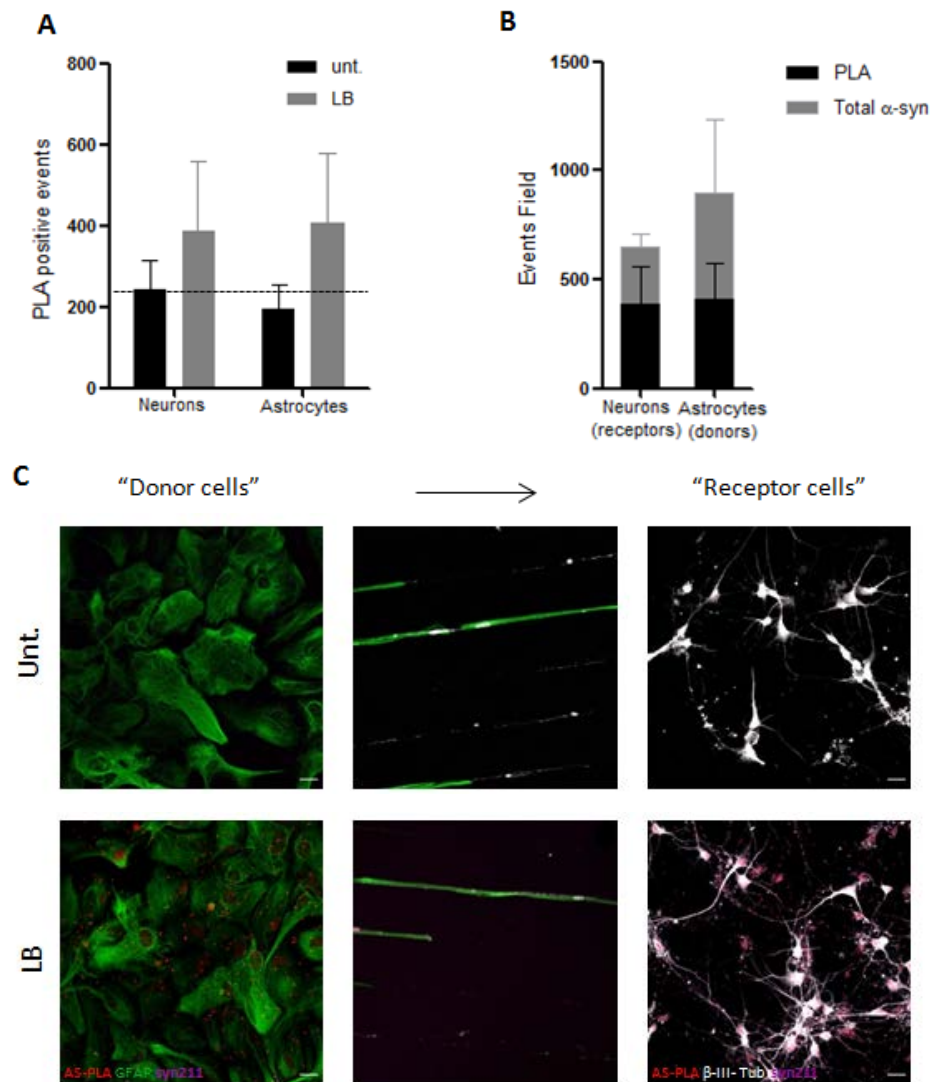 A
800
600
400
200
0
PLA positive events
unt.
LB
Neurons
Astrocytes
B
1500
1000
500
0
Events Field
PLA
Total α-syn
Neurons
(receptors)
Astrocytes
(donors)
C
"Donor cells"
"Receptor cells"
Unt.
LB
AS-PLA GFAP syn211
AS-PLA β-III- Tub syn211